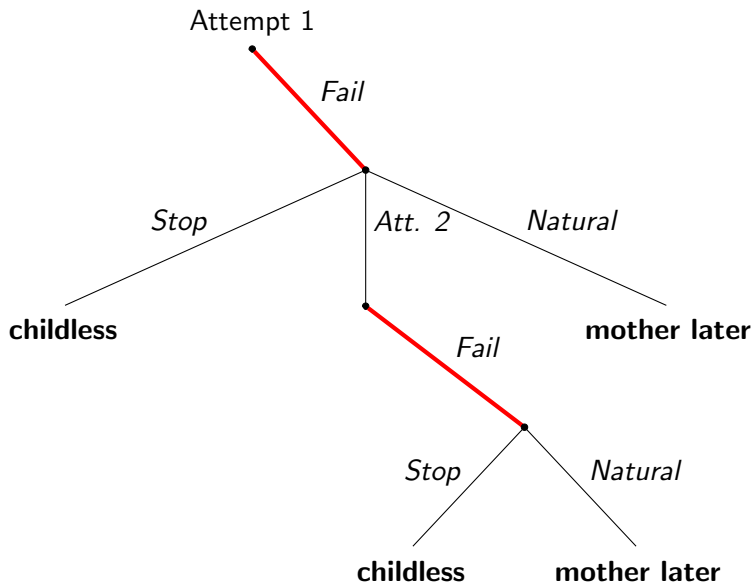 Attempt 1
Fail
Stop
Att. 2
Natural
childless
mother later
Fail
Stop
Natural
childless
mother later